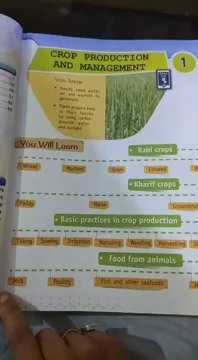 CROP PRODUCTION
AND MANAGEMENT
1
You know
• Seeds need water,
air and warmth to
germinate.
• Plants prepare food
in their leaves
by using carbon
dioxide, water
and sunlight.
You Will Learn
• Rabi crops
Wheat Mustard Gram Linseed
• Kharif crops
Paddy Maize Groundnut
• Basic practices in crop production
Tilling Sowing Irrigation Manuring Weeding Harvesting
• Food from animals
Milk Poultry Fish and other seafoods